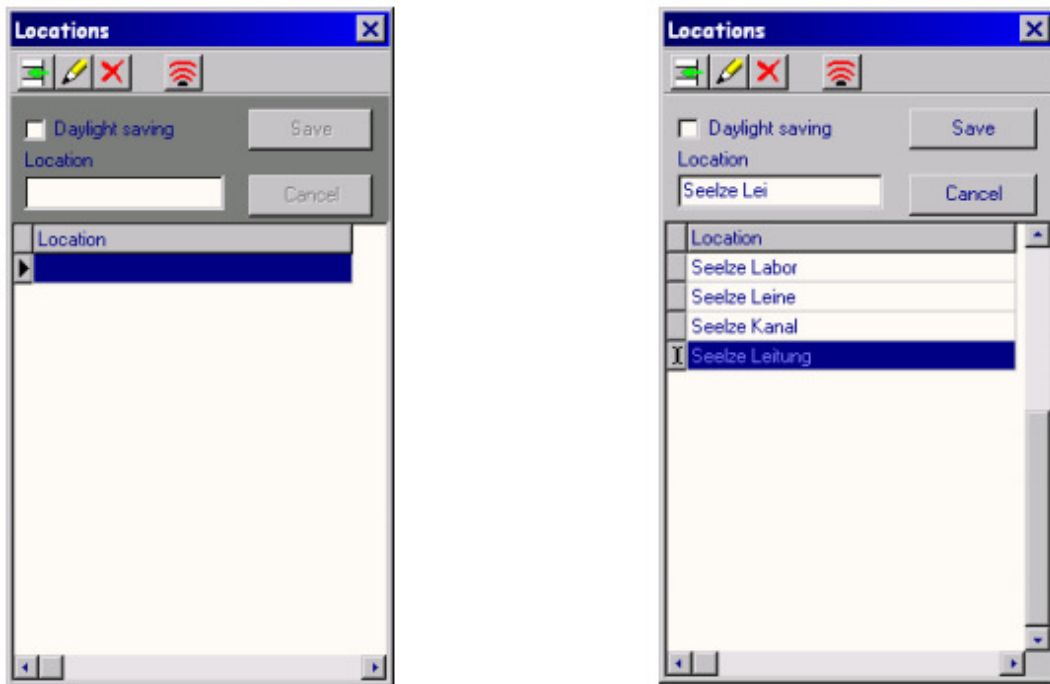 Locations
Daylight saving
Save
Location
Cancel
Location
Locations
Daylight saving
Save
Location
Seelze Lei
Cancel
Location
Seelze Labor
Seelze Leine
Seelze Kanal
Seelze Leitung